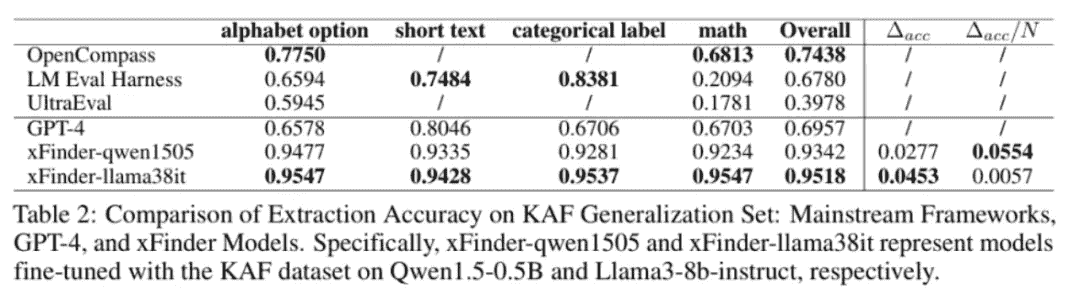 alphabet option short text categorical label math Overall Δacc Δacc/N
OpenCompass 0.7750 / / 0.6813 0.7438 / /
LM Eval Harness 0.6594 0.7484 0.8381 0.2094 0.6780 / /
UltraEval 0.5945 / / 0.1781 0.3978 / /
GPT-4 0.6578 0.8046 0.6706 0.6703 0.6957 / /
xFinder-qwen1505 0.9477 0.9335 0.9281 0.9234 0.9342 0.0277 0.0554
xFinder-llama38it 0.9547 0.9428 0.9537 0.9547 0.9518 0.0453 0.0057
Table 2: Comparison of Extraction Accuracy on KAF Generalization Set: Mainstream Frameworks,
GPT-4, and xFinder Models. Specifically, xFinder-qwen1505 and xFinder-llama38it represent models
fine-tuned with the KAF dataset on Qwen1.5-0.5B and Llama3-8b-instruct, respectively.